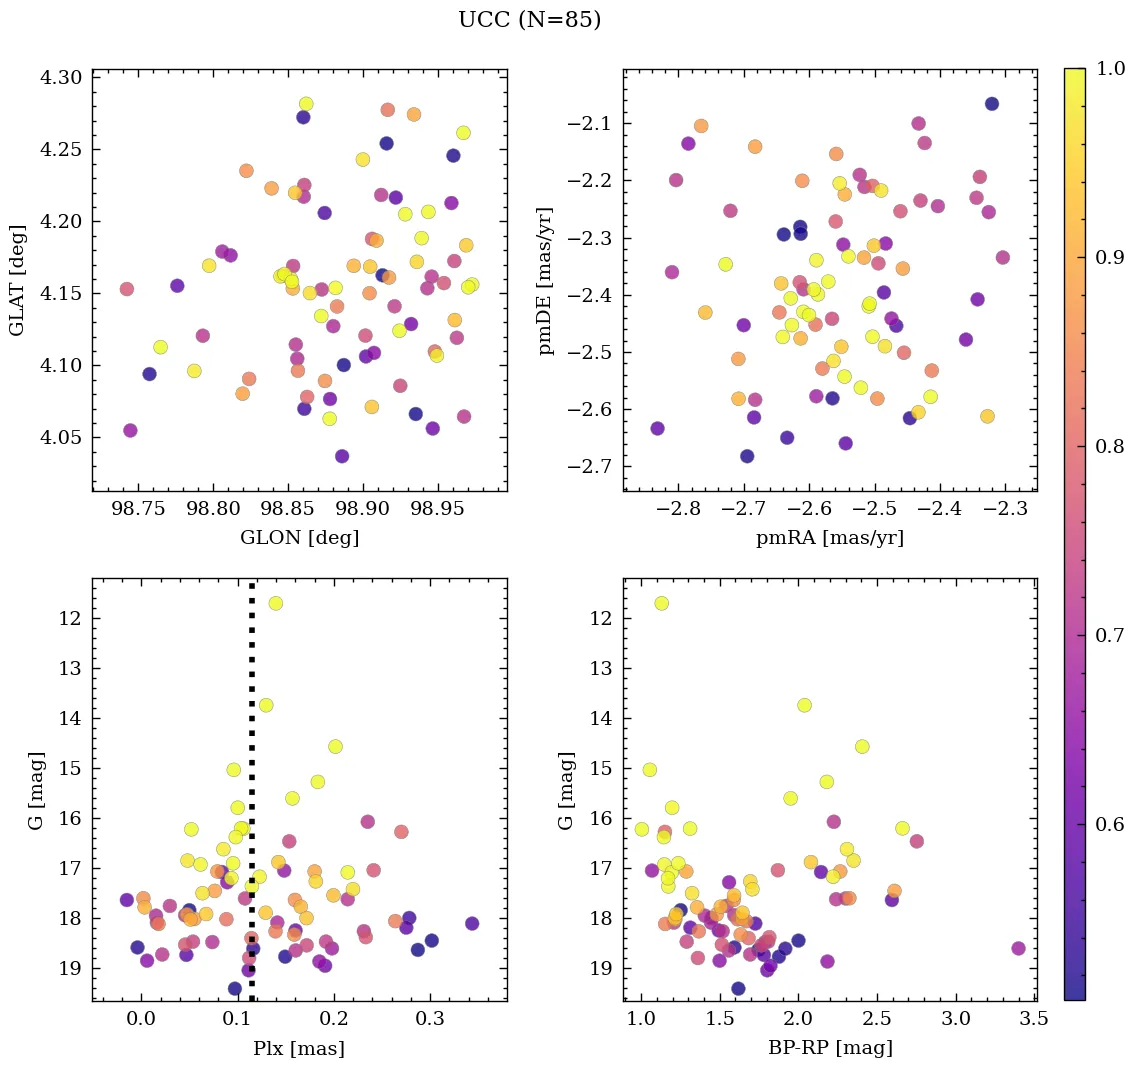 UCC (N=85)
4.30
4.25
4.20
4.15
4.10
4.05
GLAT [deg]
98.75 98.80 98.85 98.90 98.95
GLON [deg]
−2.1
−2.2
−2.3
−2.4
−2.5
−2.6
−2.7
pmDE [mas/yr]
−2.8 −2.7 −2.6 −2.5 −2.4 −2.3
pmRA [mas/yr]
12
13
14
15
16
17
18
19
G [mag]
0.0 0.1 0.2 0.3
Plx [mas]
12
13
14
15
16
17
18
19
G [mag]
1.0 1.5 2.0 2.5 3.0 3.5
BP-RP [mag]
1.0
0.9
0.8
0.7
0.6